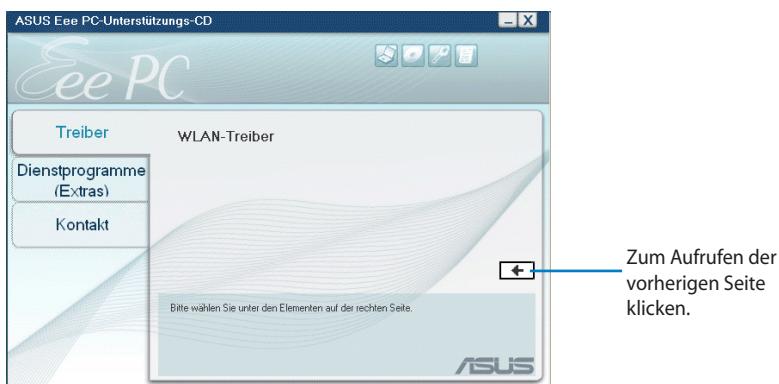 ASUS Eee PC-Unterstützungs-CD
Eee PC
Treiber
WLAN-Treiber
Dienstprogramme
(Extras)
Kontakt
Zum Aufrufen der
vorherigen Seite
klicken.
Bitte wählen Sie unter den Elementen auf der rechten Seite.
ASUS